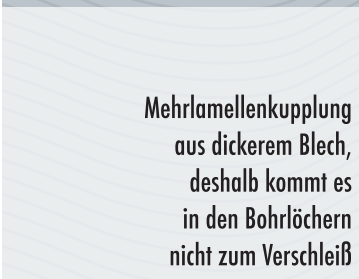 Mehrlamellenkupplung
aus dickerem Blech,
deshalb kommt es
in den Bohrlöchern
nicht zum Verschleiß